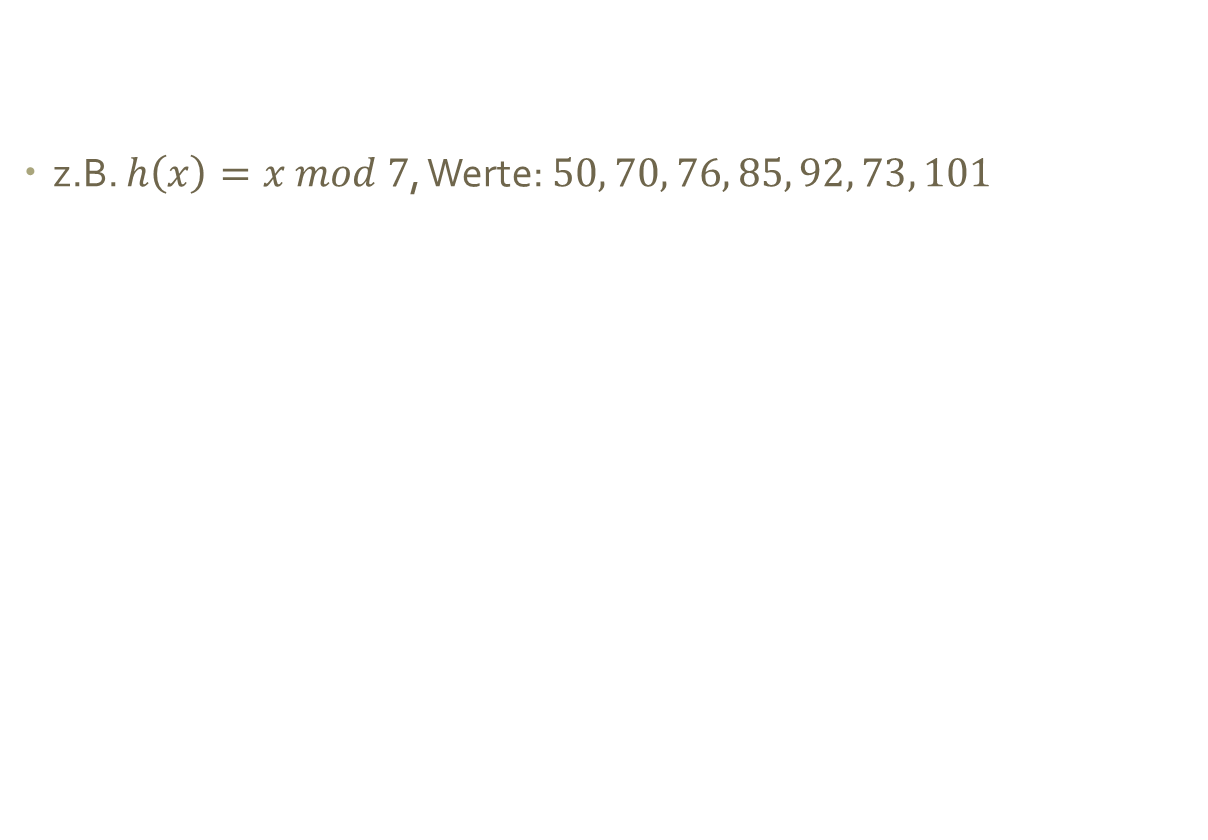 • z.B. ℎ(𝑥) = 𝑥 𝑚𝑜𝑑 7, Werte: 50, 70, 76, 85, 92, 73, 101